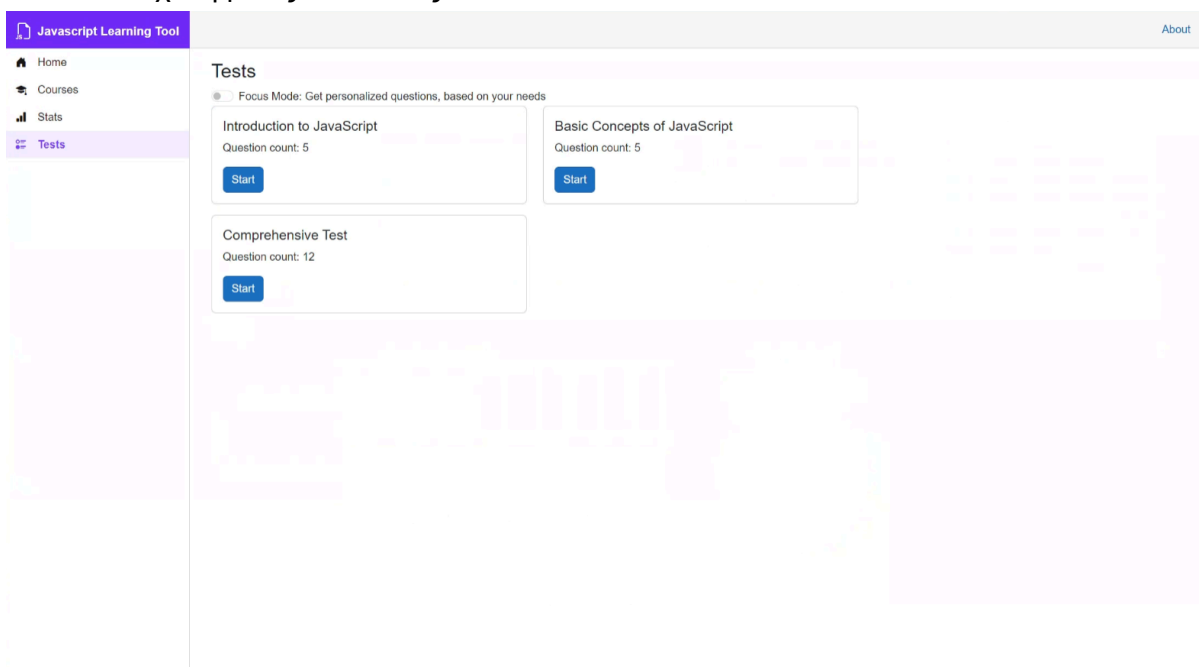 Javascript Learning Tool
About
Home
Courses
Stats
Tests
Tests
Focus Mode: Get personalized questions, based on your needs
Introduction to JavaScript
Question count: 5
Start
Basic Concepts of JavaScript
Question count: 5
Start
Comprehensive Test
Question count: 12
Start